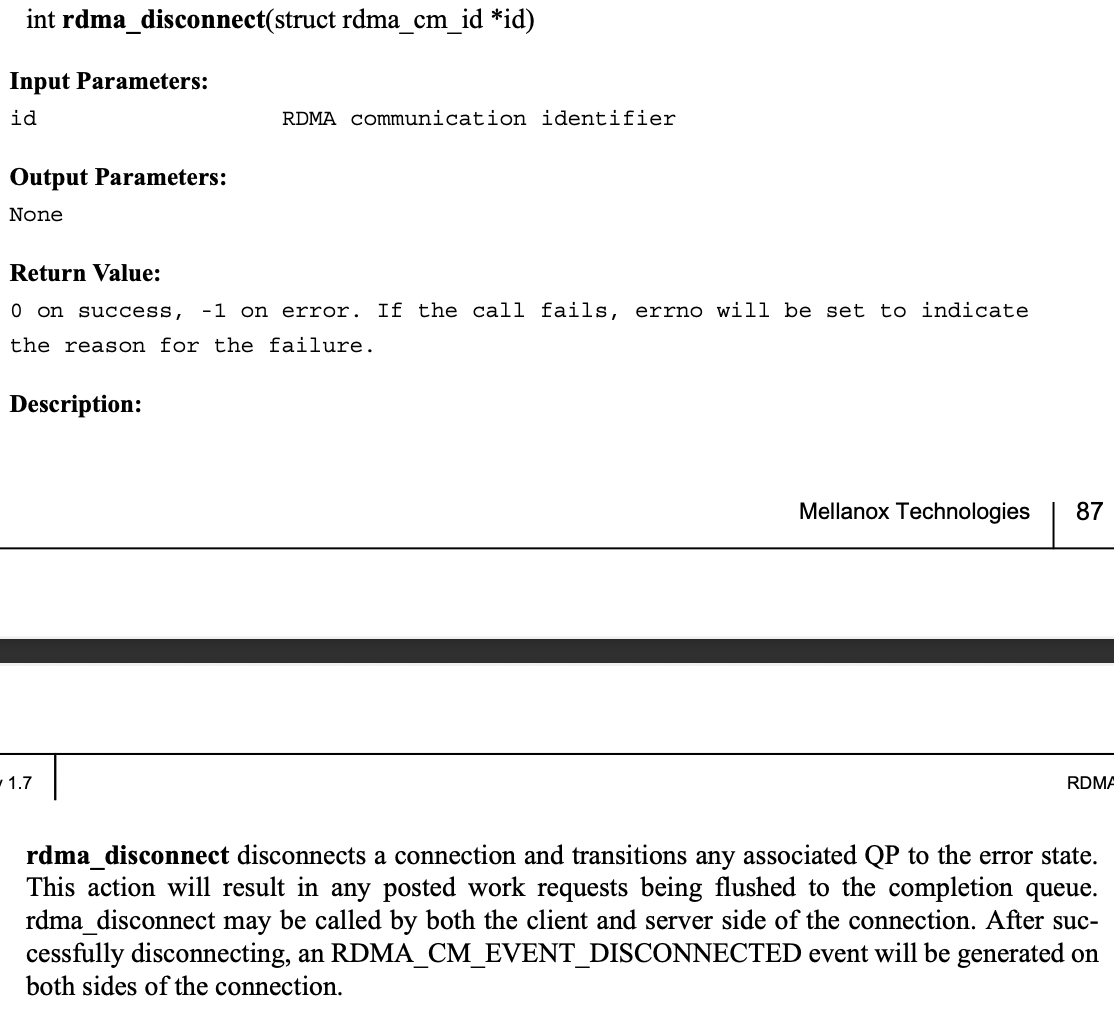 int rdma_disconnect(struct rdma_cm_id *id)
Input Parameters:
id RDMA communication identifier
Output Parameters:
None
Return Value:
0 on success, -1 on error. If the call fails, errno will be set to indicate
the reason for the failure.
Description:
Mellanox Technologies 87
1.7
RDMA
rdma_disconnect disconnects a connection and transitions any associated QP to the error state.
This action will result in any posted work requests being flushed to the completion queue.
rdma_disconnect may be called by both the client and server side of the connection. After suc-
cessfully disconnecting, an RDMA_CM_EVENT_DISCONNECTED event will be generated on
both sides of the connection.